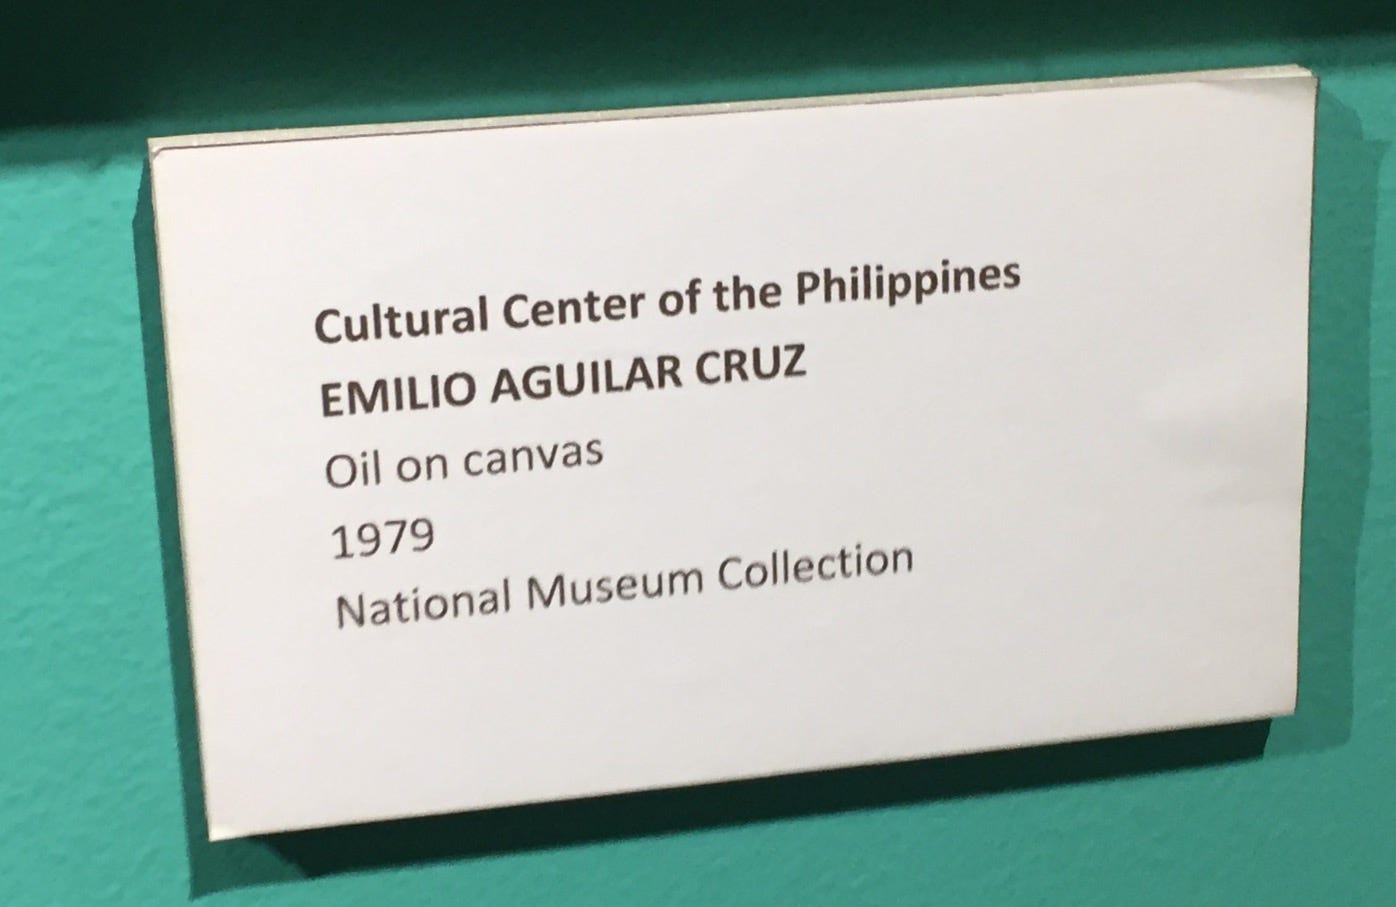 Cultural Center of the Philippines
EMILIO AGUILAR CRUZ
Oil on canvas
1979
National Museum Collection